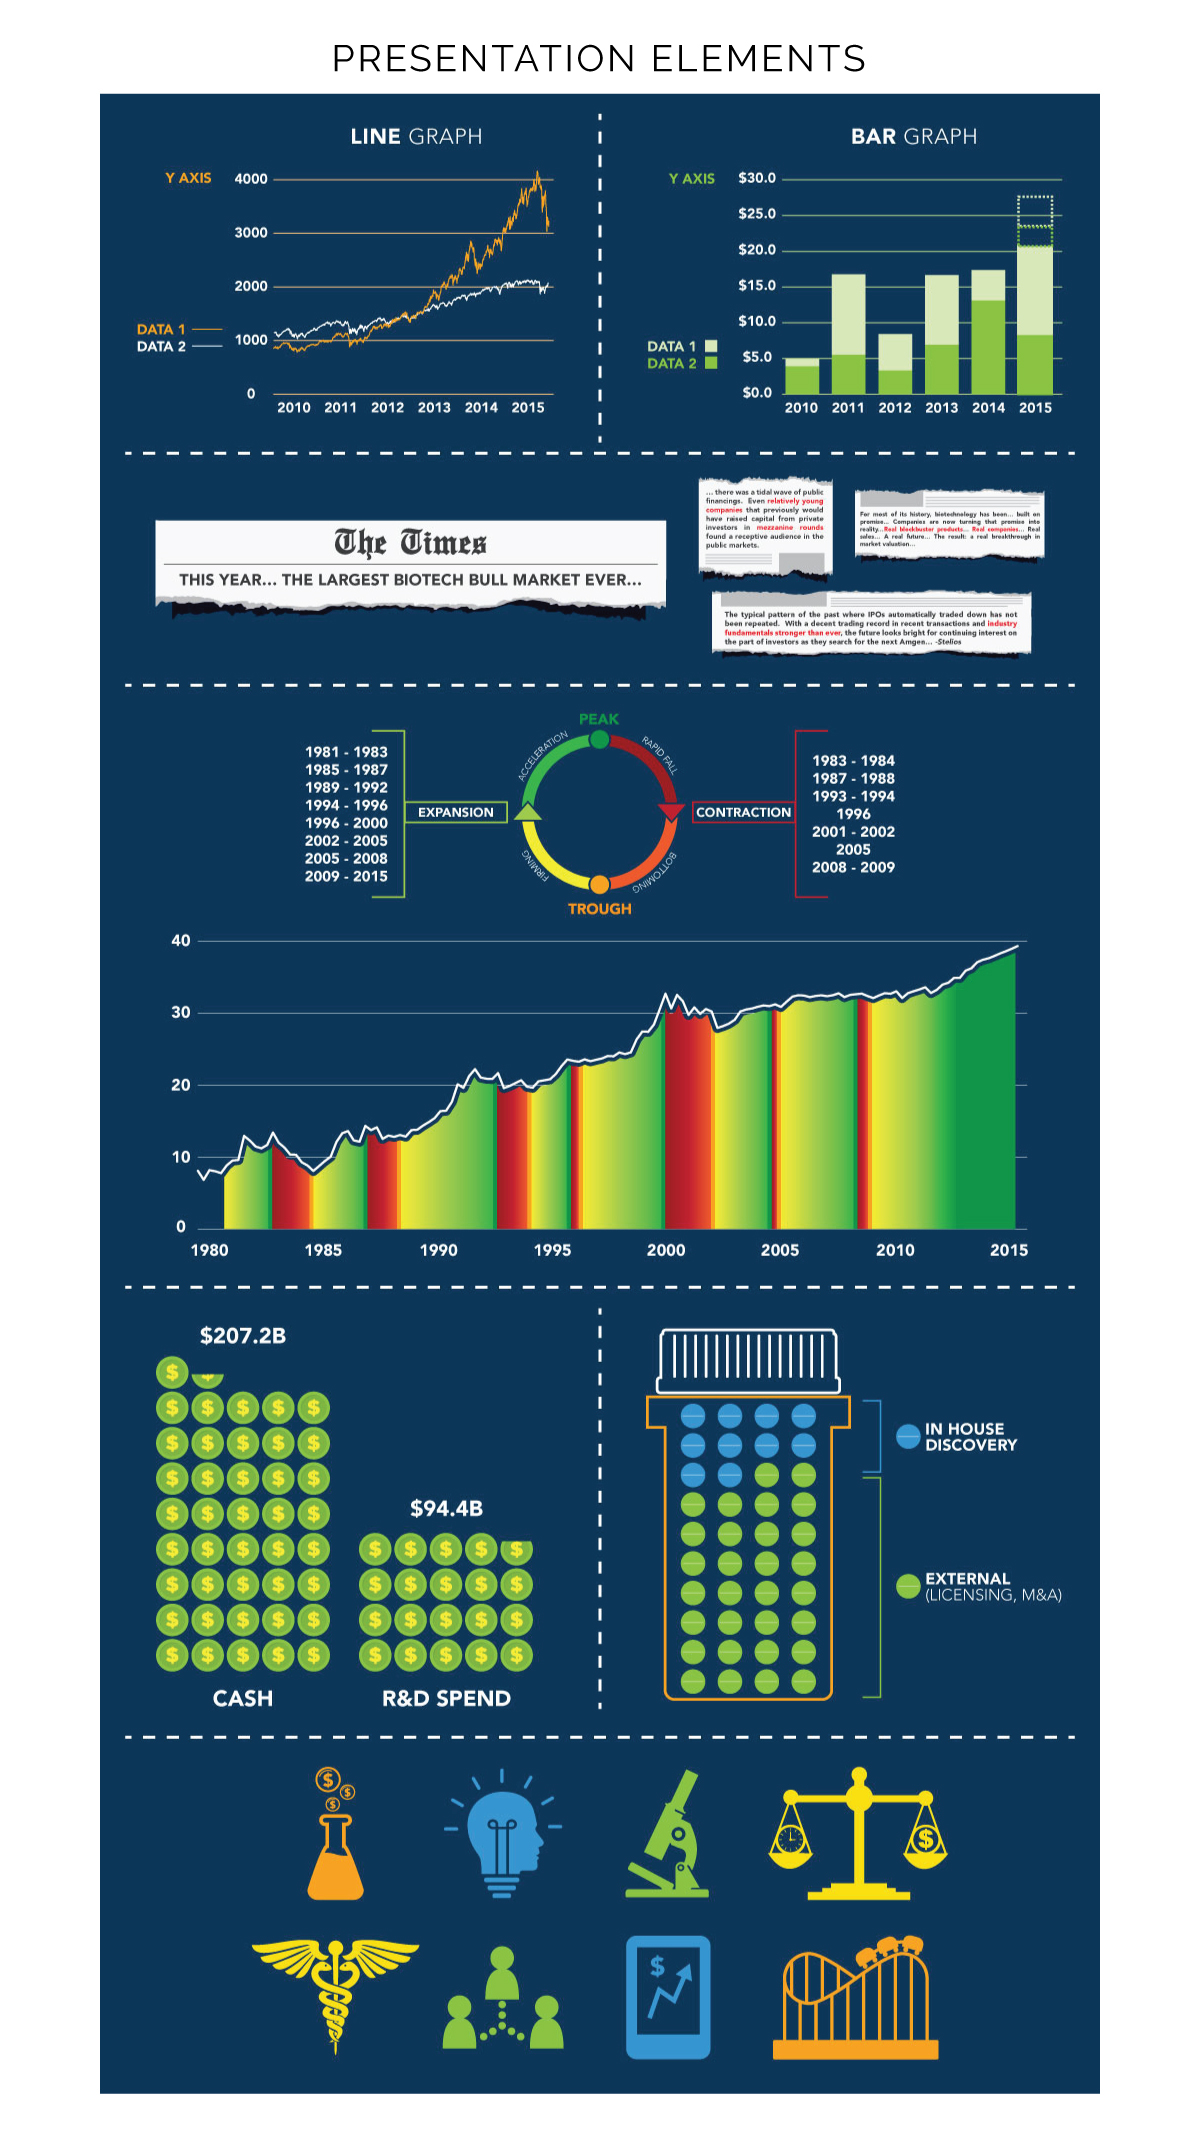 PRESENTATION ELEMENTS
LINE GRAPH
Y AXIS
4000
3000
2000
1000
0
DATA 1
DATA 2
2010 2011 2012 2013 2014 2015
BAR GRAPH
Y AXIS
$30.0
$25.0
$20.0
$15.0
$10.0
$5.0
$0.0
DATA 1
DATA 2
2010 2011 2012 2013 2014 2015
The Times
THIS YEAR... THE LARGEST BIOTECH BULL MARKET EVER...
... there was a tidal wave of public
financings. Even relatively young
companies that previously would
have raised capital from private
investors in mezzanine rounds
found a receptive audience in the
public markets.
For most of its history, biotechnology has been... built on
promise... Companies are now turning that promise into
reality...Real blockbuster products... Real companies... Real
sales... A real future... The result: a real breakthrough in
market valuation...
The typical pattern of the past where IPOs automatically traded down has not
been repeated. With a decent trading record in recent transactions and industry
fundamentals stronger than ever, the future looks bright for continuing interest on
the part of investors as they search for the next Amgen... -Stelios
1981 - 1983
1985 - 1987
1989 - 1992
1994 - 1996
1996 - 2000
2002 - 2005
2005 - 2008
2009 - 2015
EXPANSION
PEAK
ACCELERATION
RAPID FALL
FIRMING
BOTTOMING
TROUGH
CONTRACTION
1983 - 1984
1987 - 1988
1993 - 1994
1996
2001 - 2002
2005
2008 - 2009
40
30
20
10
0
1980 1985 1990 1995 2000 2005 2010 2015
$207.2B
$ $
$ $ $ $ $
$ $ $ $ $
$ $ $ $ $
$ $ $ $ $
$ $ $ $ $
$ $ $ $ $
$ $ $ $ $
$ $ $ $ $
CASH
$94.4B
$ $ $ $ $
$ $ $ $ $
$ $ $ $ $
$ $ $ $ $
R&D SPEND
IN HOUSE
DISCOVERY
EXTERNAL
(LICENSING, M&A)
$
$
$
$
$